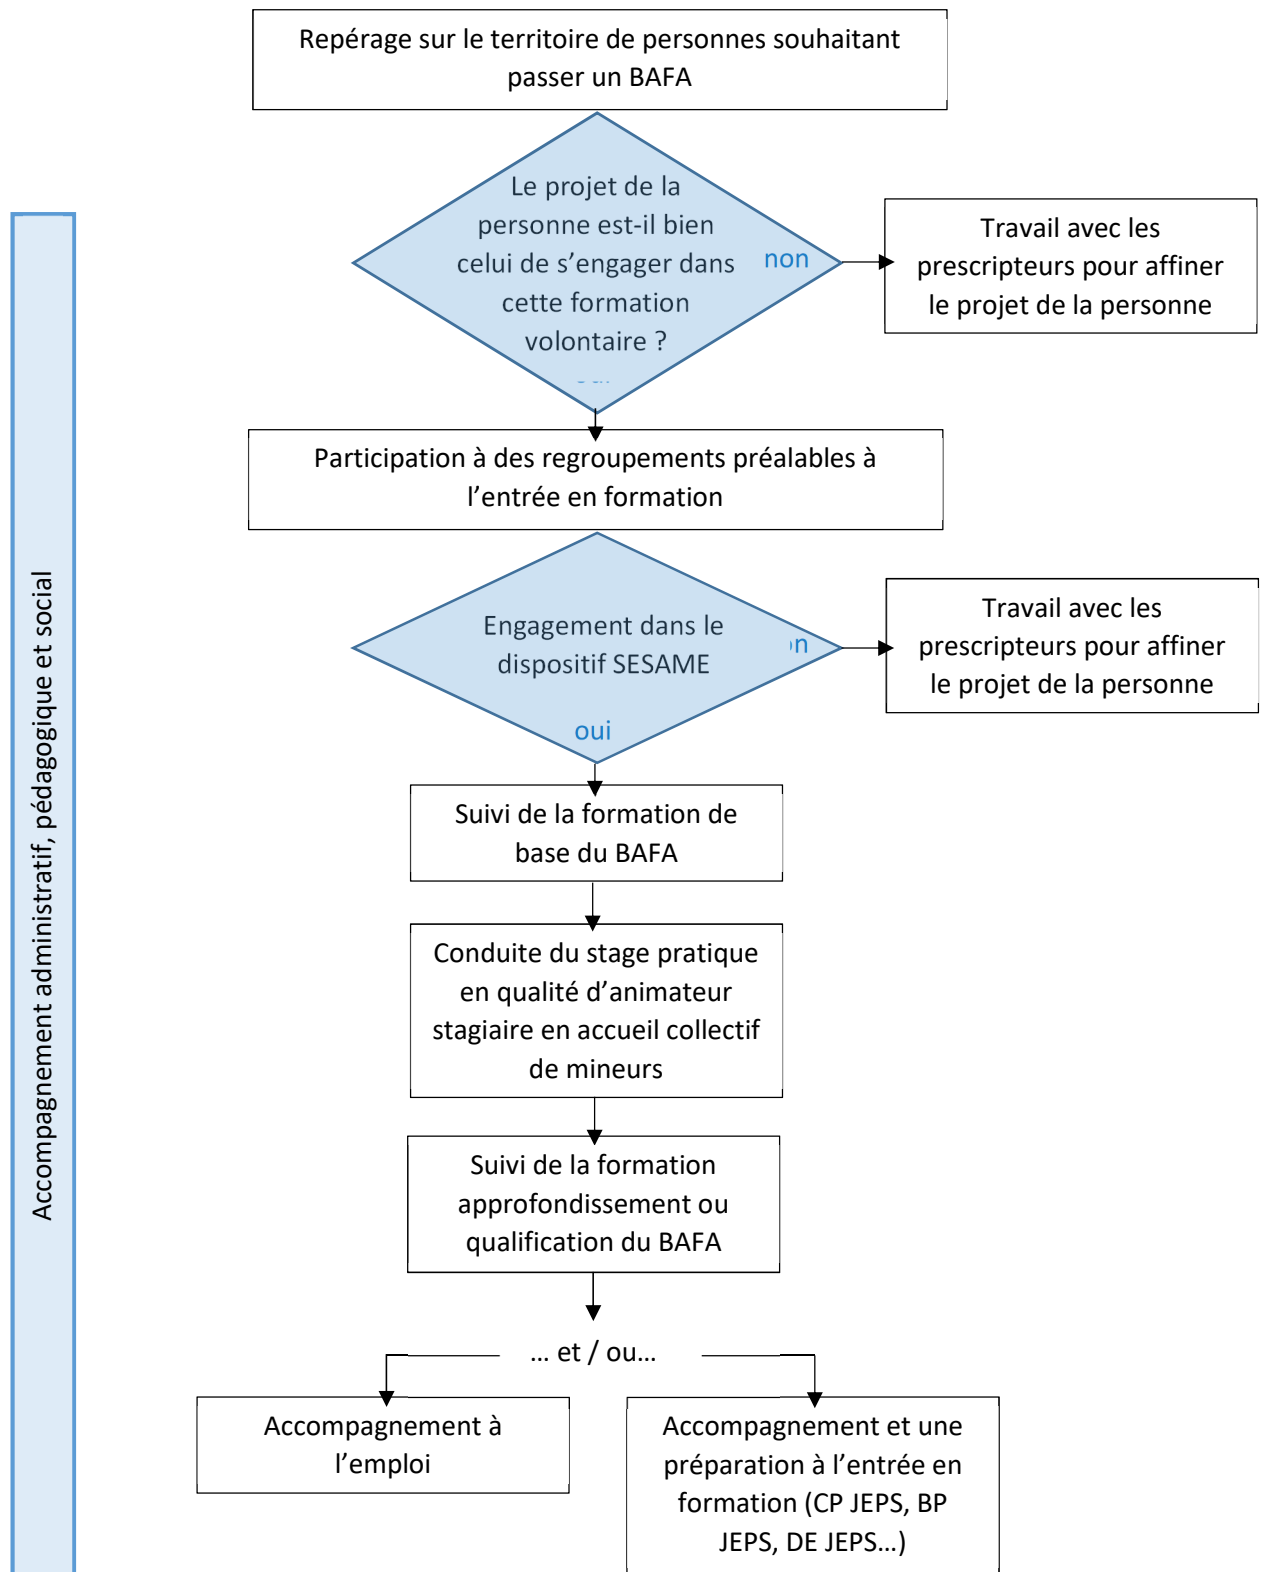 Repérage sur le territoire de personnes souhaitant
passer un BAFA
Le projet de la
personne est-il bien
celui de s’engager dans
cette formation
volontaire ?
non
Travail avec les
prescripteurs pour affiner
le projet de la personne
Participation à des regroupements préalables à
l’entrée en formation
Engagement dans le
dispositif SESAME
oui
Travail avec les
prescripteurs pour affiner
le projet de la personne
Accompagnement administratif, pédagogique et social
Suivi de la formation de
base du BAFA
Conduite du stage pratique
en qualité d’animateur
stagiaire en accueil collectif
de mineurs
Suivi de la formation
approfondissement ou
qualification du BAFA
... et / ou...
Accompagnement à
l’emploi
Accompagnement et une
préparation à l’entrée en
formation (CP JEPS, BP
JEPS, DE JEPS...)